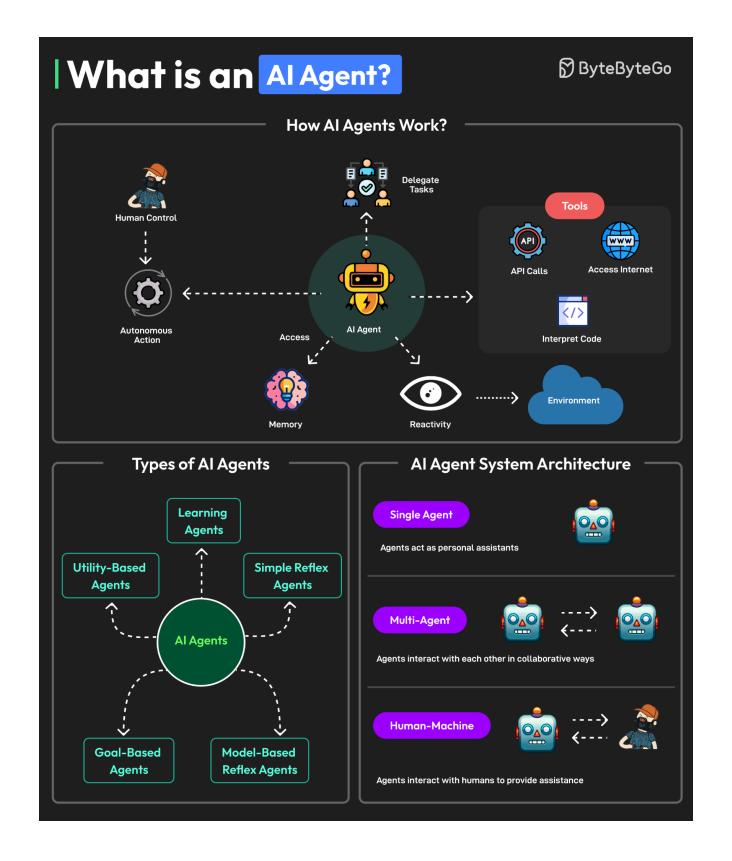 What is an AI Agent?
ByteByteGo
How AI Agents Work?
Human Control
Autonomous
Action
Delegate
Tasks
AI Agent
Access
Memory
Reactivity
Environment
Tools
API
API Calls
WWW
Access Internet
</>
Interpret Code
Types of AI Agents
Learning
Agents
Utility-Based
Agents
Simple Reflex
Agents
AI Agents
Goal-Based
Agents
Model-Based
Reflex Agents
AI Agent System Architecture
Single Agent
Agents act as personal assistants
Multi-Agent
Agents interact with each other in collaborative ways
Human-Machine
Agents interact with humans to provide assistance